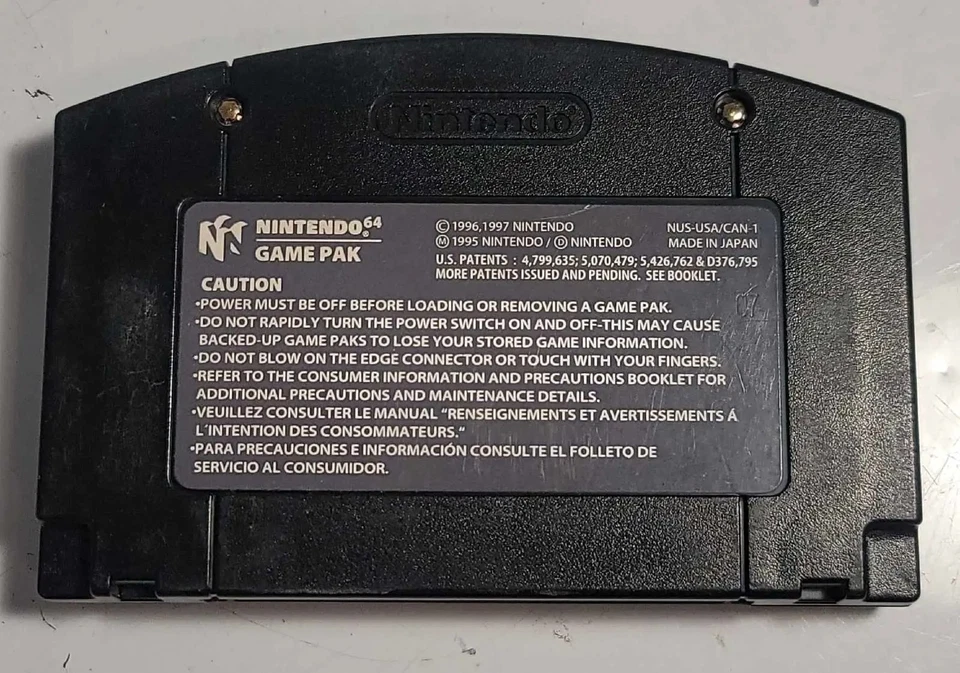 Nintendo
NINTENDO 64
GAME PAK
©1996,1997 NINTENDO
Ⓜ 1995 NINTENDO / Ⓓ NINTENDO
U.S. PATENTS : 4,799,635; 5,070,479; 5,426,762 & D376,795
MORE PATENTS ISSUED AND PENDING. SEE BOOKLET.
NUS-USA/CAN-1
MADE IN JAPAN
CAUTION
•POWER MUST BE OFF BEFORE LOADING OR REMOVING A GAME PAK.
•DO NOT RAPIDLY TURN THE POWER SWITCH ON AND OFF-THIS MAY CAUSE
BACKED-UP GAME PAKS TO LOSE YOUR STORED GAME INFORMATION.
•DO NOT BLOW ON THE EDGE CONNECTOR OR TOUCH WITH YOUR FINGERS.
•REFER TO THE CONSUMER INFORMATION AND PRECAUTIONS BOOKLET FOR
ADDITIONAL PRECAUTIONS AND MAINTENANCE DETAILS.
•VEUILLEZ CONSULTER LE MANUAL “RENSEIGNEMENTS ET AVERTISSEMENTS Á
L'INTENTION DES CONSOMMATEURS.“
•PARA PRECAUCIONES E INFORMACIÓN CONSULTE EL FOLLETO DE
SERVICIO AL CONSUMIDOR.